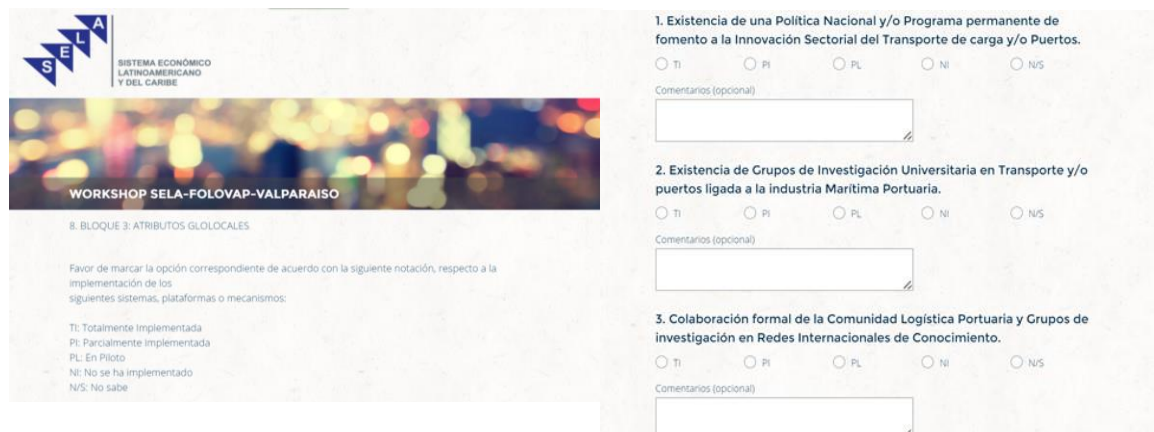 SELA
SISTEMA ECONÓMICO
LATINOAMERICANO
Y DEL CARIBE
WORKSHOP SELA-FOLOVAP-VALPARAISO
8. BLOQUE 3: ATRIBUTOS GLOLOCALES
Favor de marcar la opción correspondiente de acuerdo con la siguiente notación, respecto a la
implementación de los
siguientes sistemas, plataformas o mecanismos:
TI: Totalmente Implementada
PI: Parcialmente Implementada
PL: En Piloto
NI: No se ha implementado
N/S: No sabe
1. Existencia de una Política Nacional y/o Programa permanente de
fomento a la Innovación Sectorial del Transporte de carga y/o Puertos.
TI PI PL NI N/S
Comentarios (opcional)
2. Existencia de Grupos de Investigación Universitaria en Transporte y/o
puertos ligada a la industria Marítima Portuaria.
TI PI PL NI N/S
Comentarios (opcional)
3. Colaboración formal de la Comunidad Logística Portuaria y Grupos de
investigación en Redes Internacionales de Conocimiento.
TI PI PL NI N/S
Comentarios (opcional)